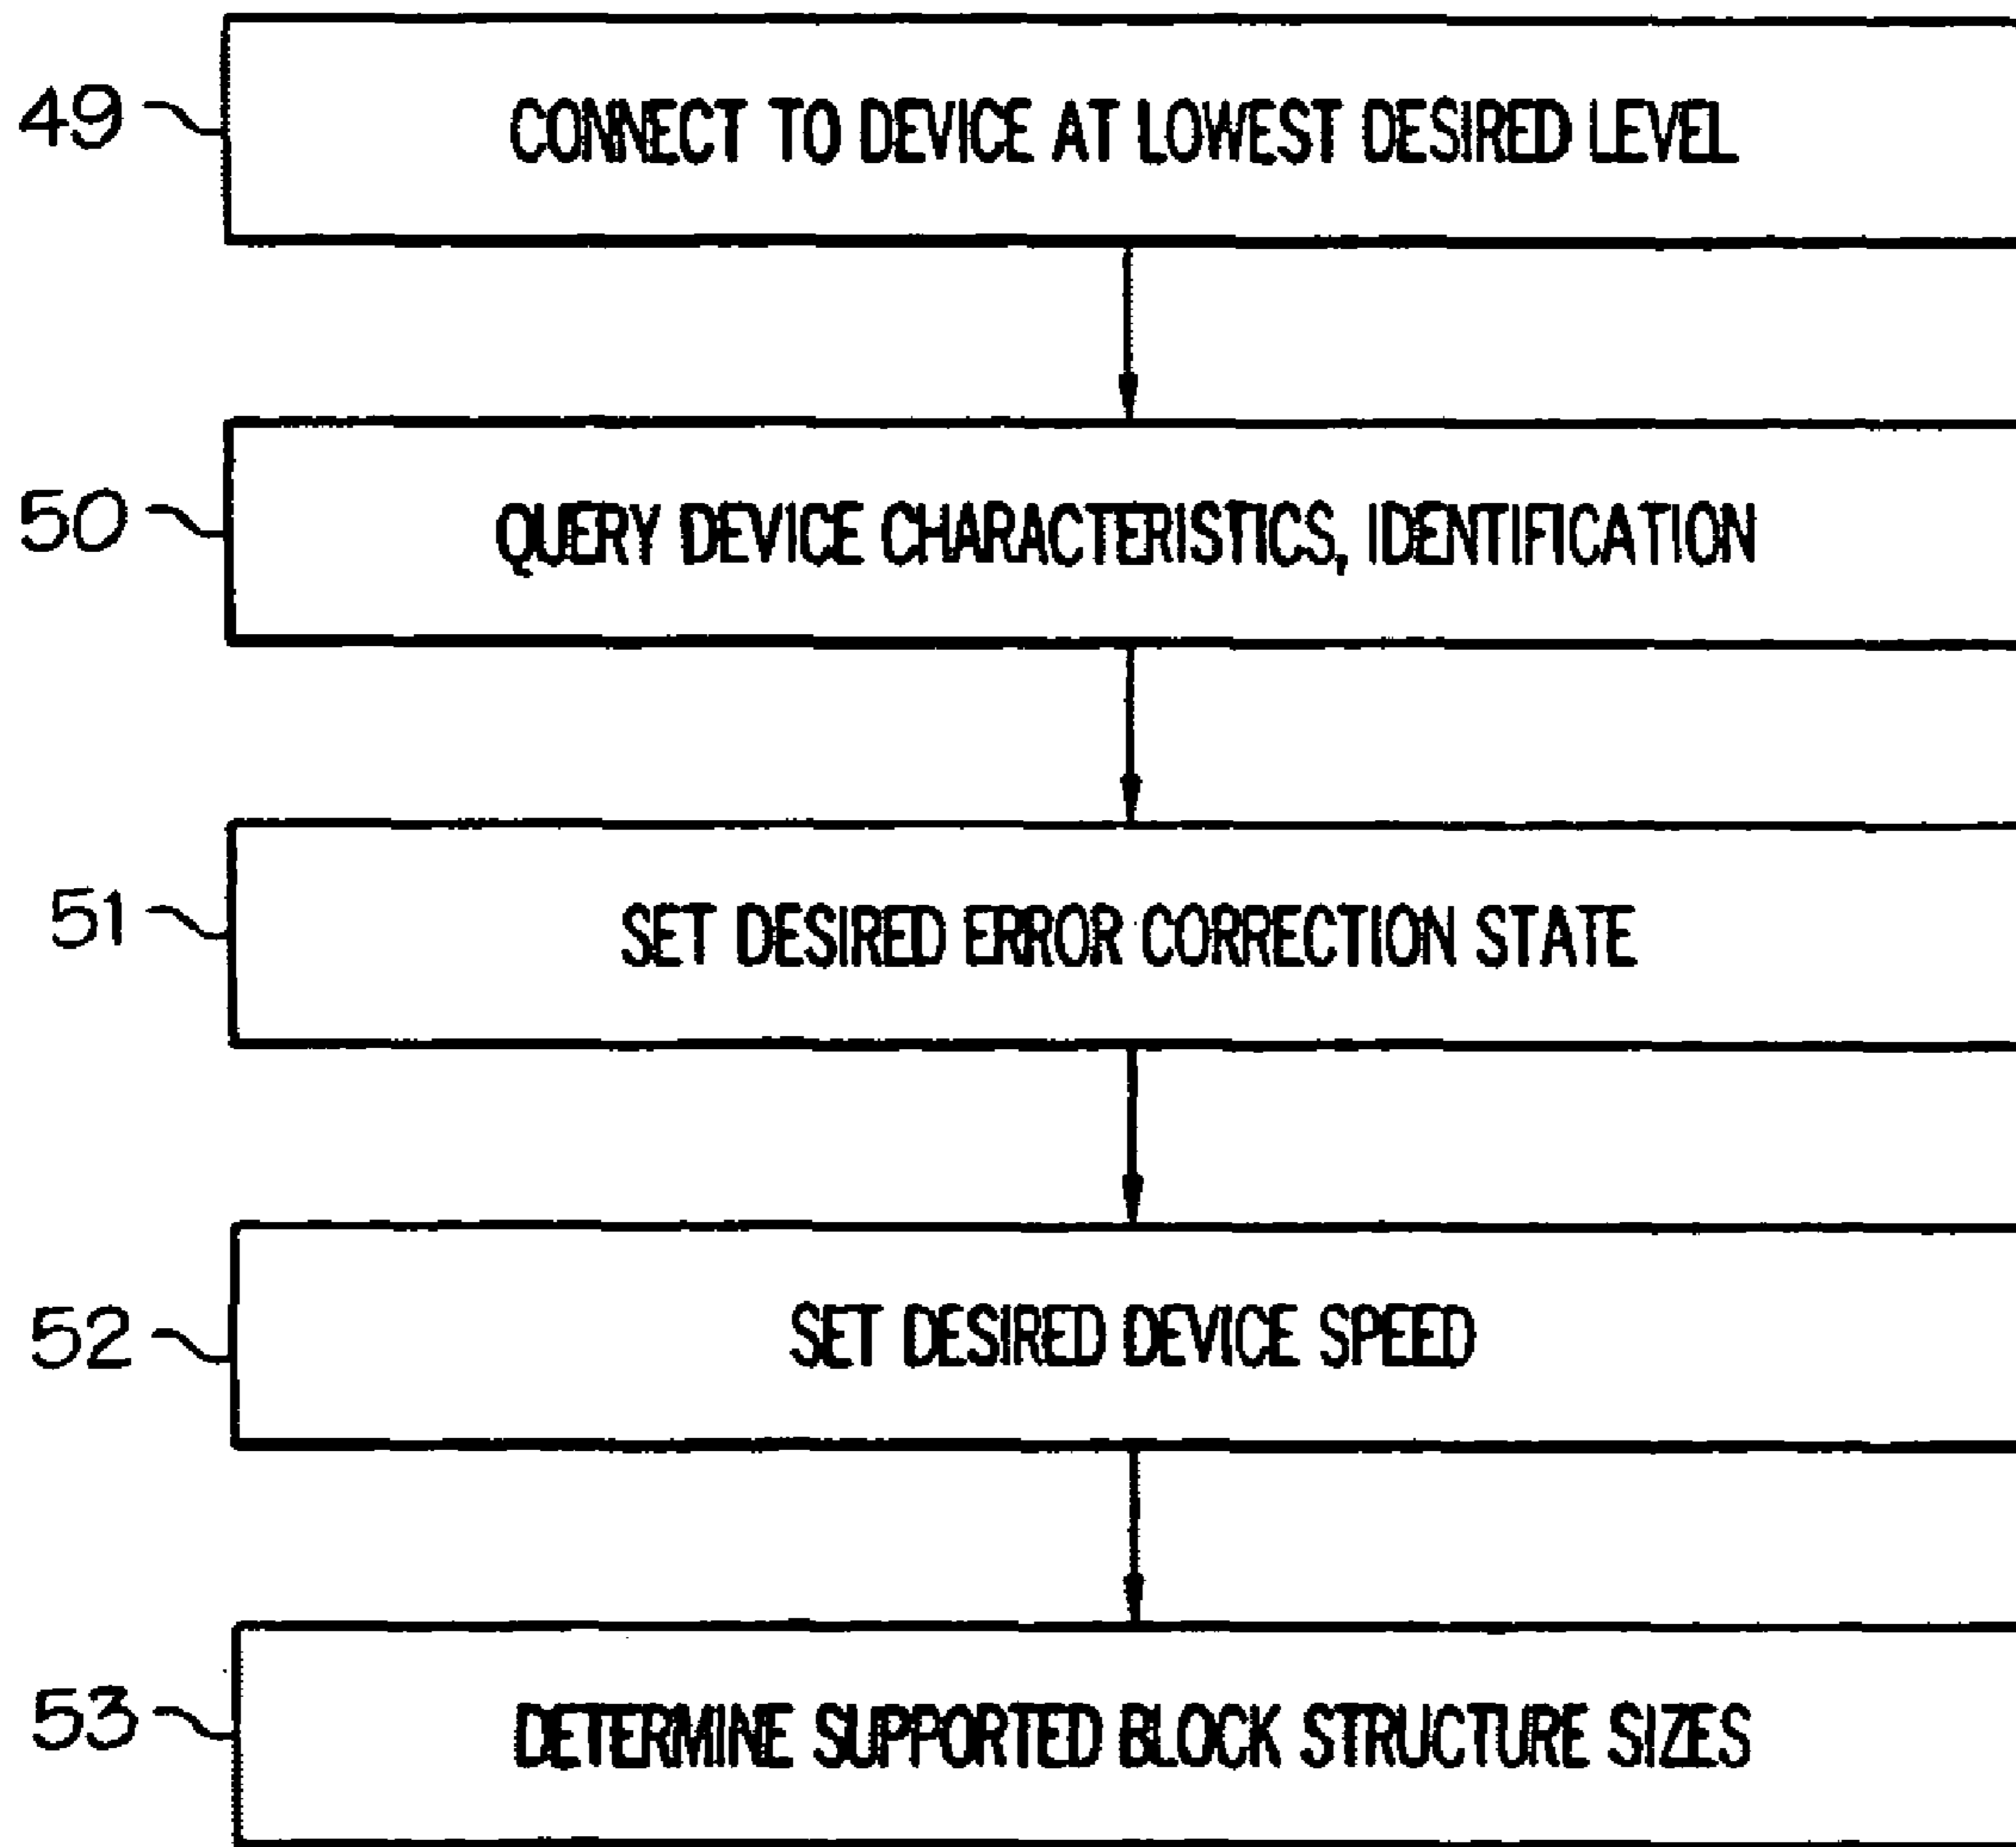 49 CONNECT TO DEVICE AT LOWEST DESIRED LEVEL
50 QUERY DEVICE CHARACTERISTICS, IDENTIFICATION
51 SET DESIRED ERROR CORRECTION STATE
52 SET DESIRED DEVICE SPEED
53 DETERMINE SUPPORTED BLOCK STRUCTURE SIZES